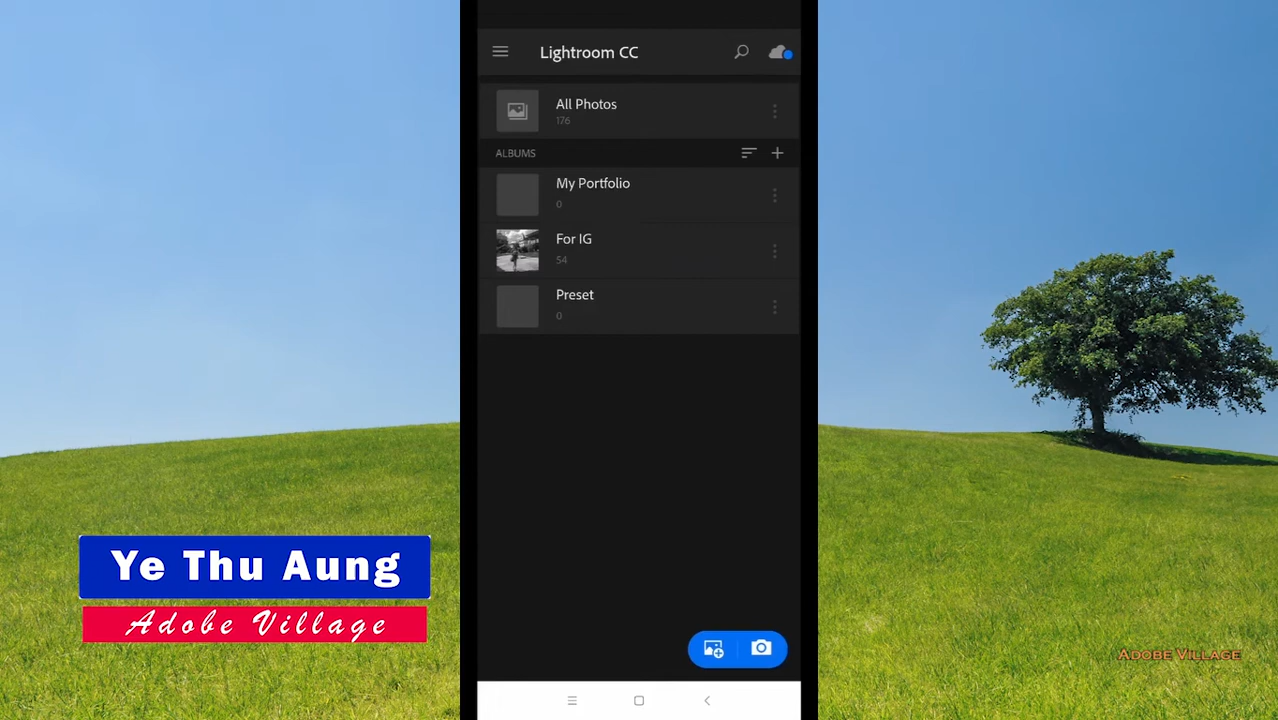 Lightroom CC
All Photos
176
ALBUMS
My Portfolio
0
For IG
54
Preset
0
Ye Thu Aung
Adobe Village
ADOBE VILLAGE